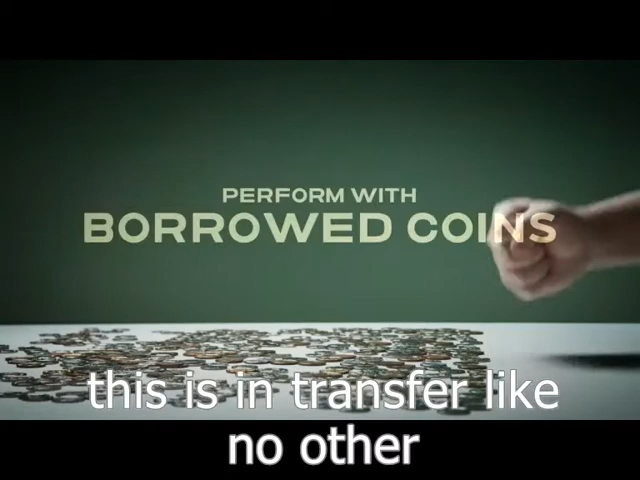 PERFORM WITH
BORROWED COINS
this is in transfer like
no other